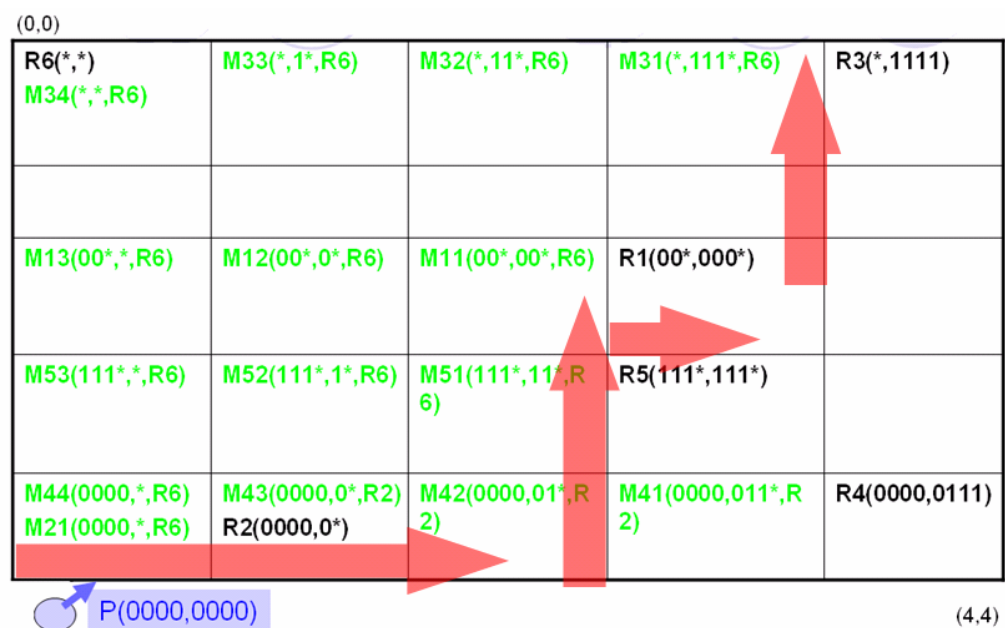 (0,0)
R6(*,*)
M34(*,*,R6)
M33(*,1*,R6)
M32(*,11*,R6)
M31(*,111*,R6)
R3(*,1111)
M13(00*,*,R6)
M12(00*,0*,R6)
M11(00*,00*,R6)
R1(00*,000*)
M53(111*,*,R6)
M52(111*,1*,R6)
M51(111*,11*,R
6)
R5(111*,111*)
M44(0000,*,R6)
M21(0000,*,R6)
M43(0000,0*,R2)
R2(0000,0*)
M42(0000,01*,R
2)
M41(0000,011*,R
2)
R4(0000,0111)
P(0000,0000)
(4,4)